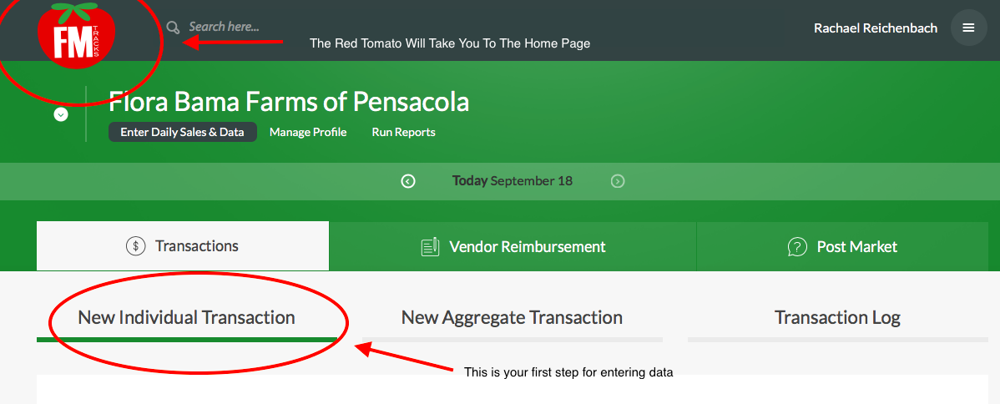 FM
TRACKS
Search here...
Rachael Reichenbach
The Red Tomato Will Take You To The Home Page
Flora Bama Farms of Pensacola
Enter Daily Sales & Data
Manage Profile
Run Reports
Today September 18
$ Transactions
Vendor Reimbursement
? Post Market
New Individual Transaction
New Aggregate Transaction
Transaction Log
This is your first step for entering data